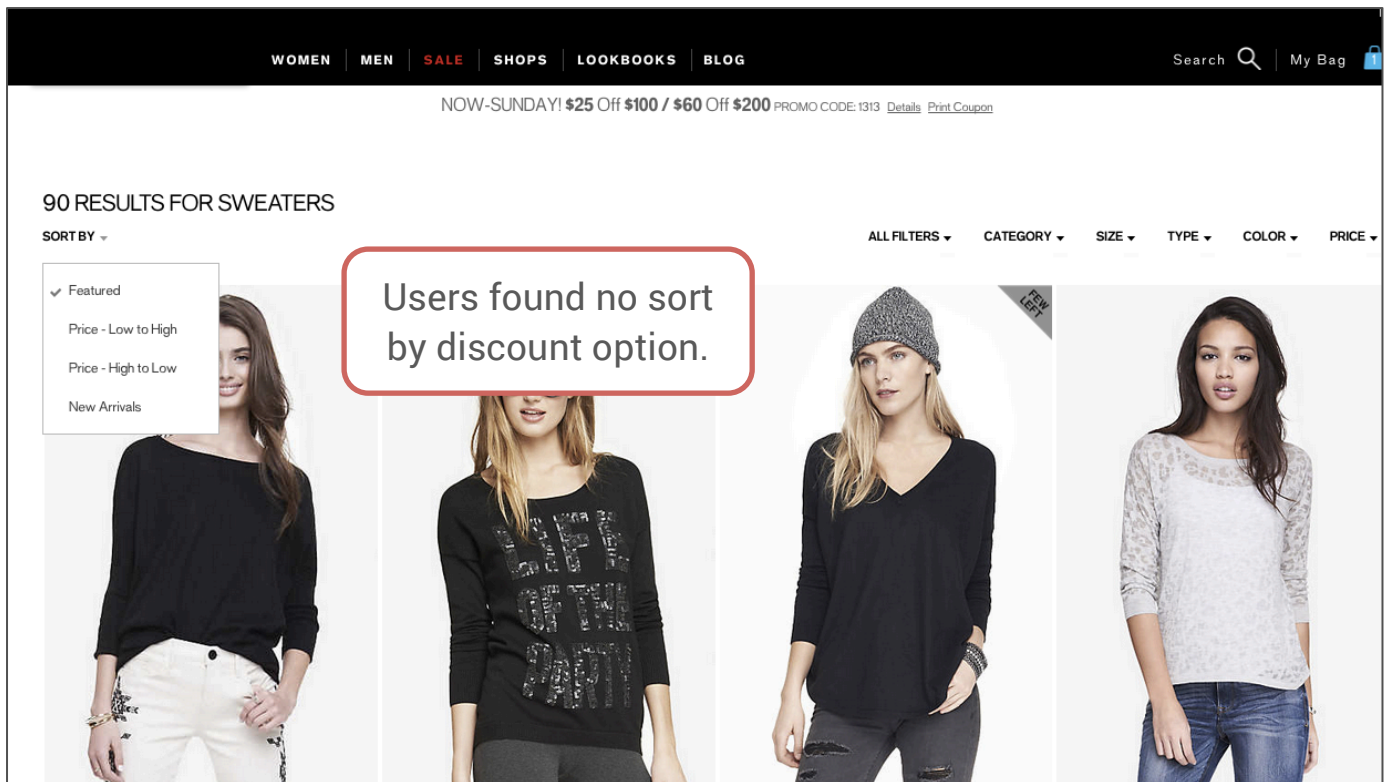 WOMEN MEN SALE SHOPS LOOKBOOKS BLOG Search My Bag 1
NOW-SUNDAY! $25 Off $100 / $60 Off $200 PROMO CODE: 1313 Details Print Coupon
90 RESULTS FOR SWEATERS
SORT BY ALL FILTERS CATEGORY SIZE TYPE COLOR PRICE
Featured
Price - Low to High
Price - High to Low
New Arrivals
Users found no sort
by discount option.
FEW
LEFT
LIFE
OF THE
PARTY